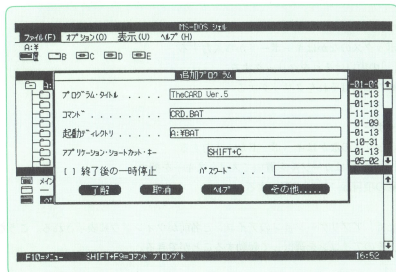 MS-DOS シェル
ファイル(F) オプション(O) 表示(U) ヘルプ(H)
A:¥
B C D E
追加プログラム
プログラム・タイトル . . . . . TheCARD Ver.5
コマンド . . . . . . . . . . CRD.BAT
起動ディレクトリ . . . . . . A:¥BAT
アプリケーション・ショートカット・キー SHIFT+C
[ ] 終了後の一時停止 パスワード . . .
了解 取消 ヘルプ その他.....
-01-06
-01-13
-01-13
-11-18
-01-09
-01-13
-10-31
-01-13
-05-02
F10=メニュー SHIFT+F9=コマンド プロンプト 16:52